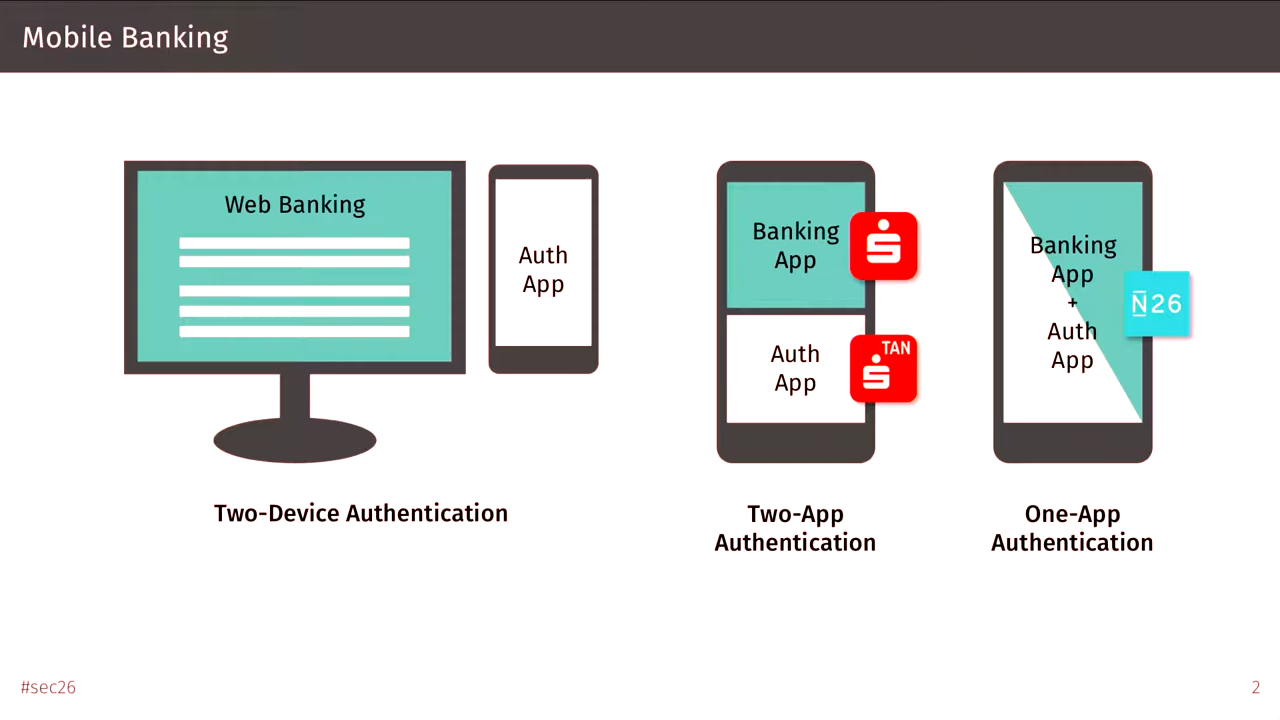 Mobile Banking
Web Banking
Auth
App
Two-Device Authentication
Banking
App
Auth
App
TAN
Two-App
Authentication
Banking
App
+
Auth
App
N26
One-App
Authentication
#sec26
2